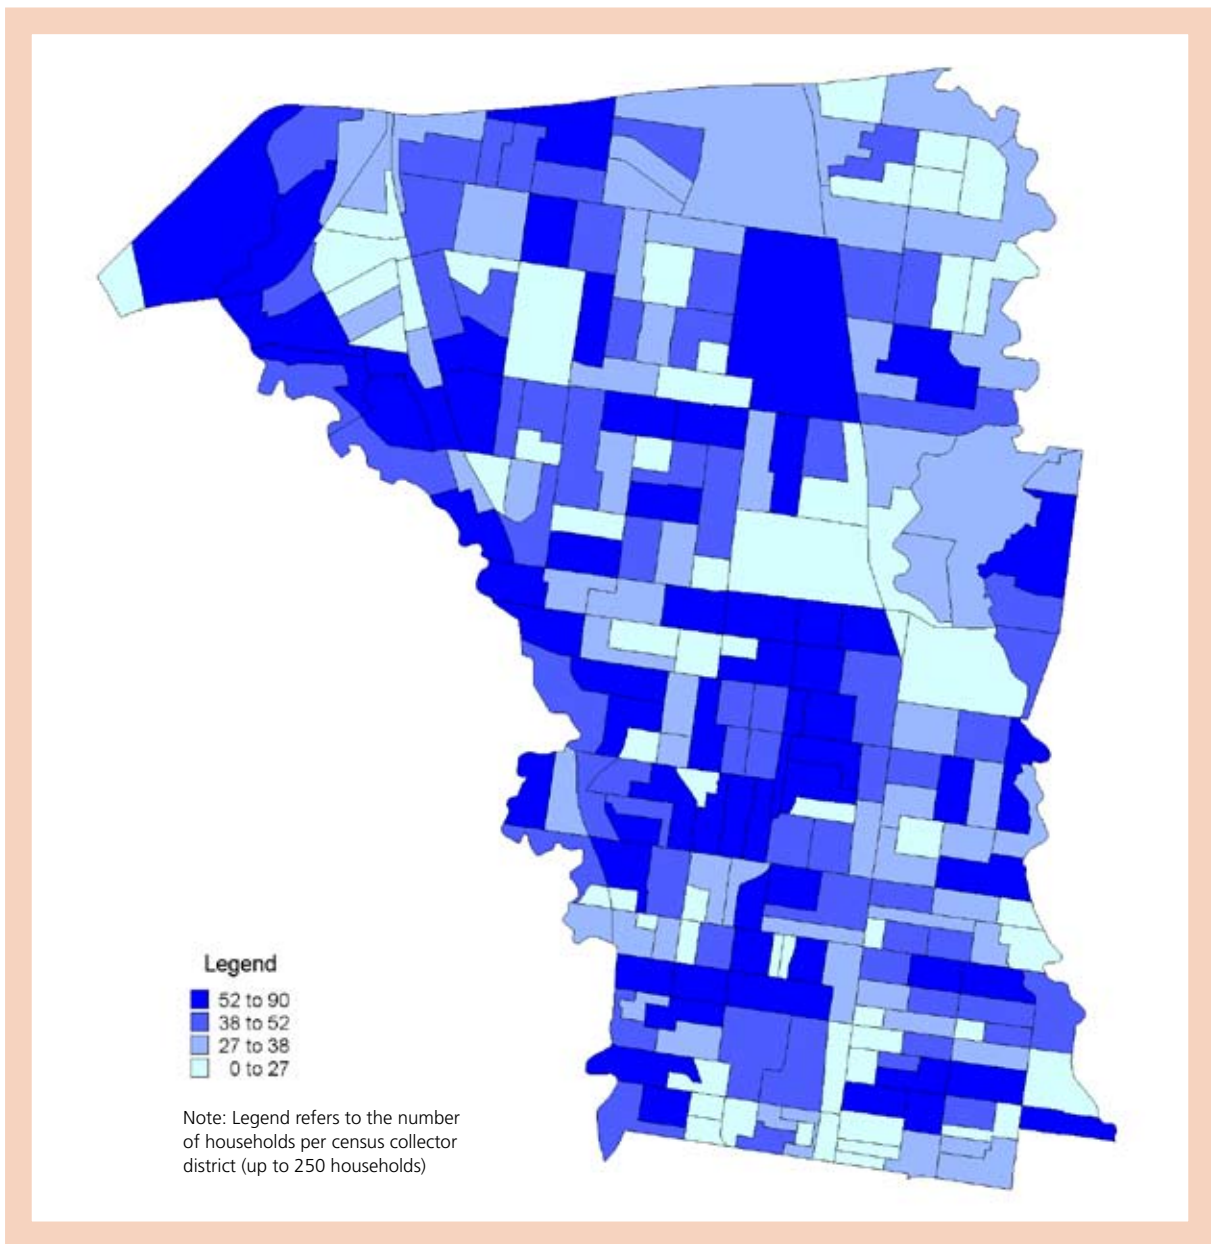 Legend
52 to 90
38 to 52
27 to 38
0 to 27
Note: Legend refers to the number
of households per census collector
district (up to 250 households)